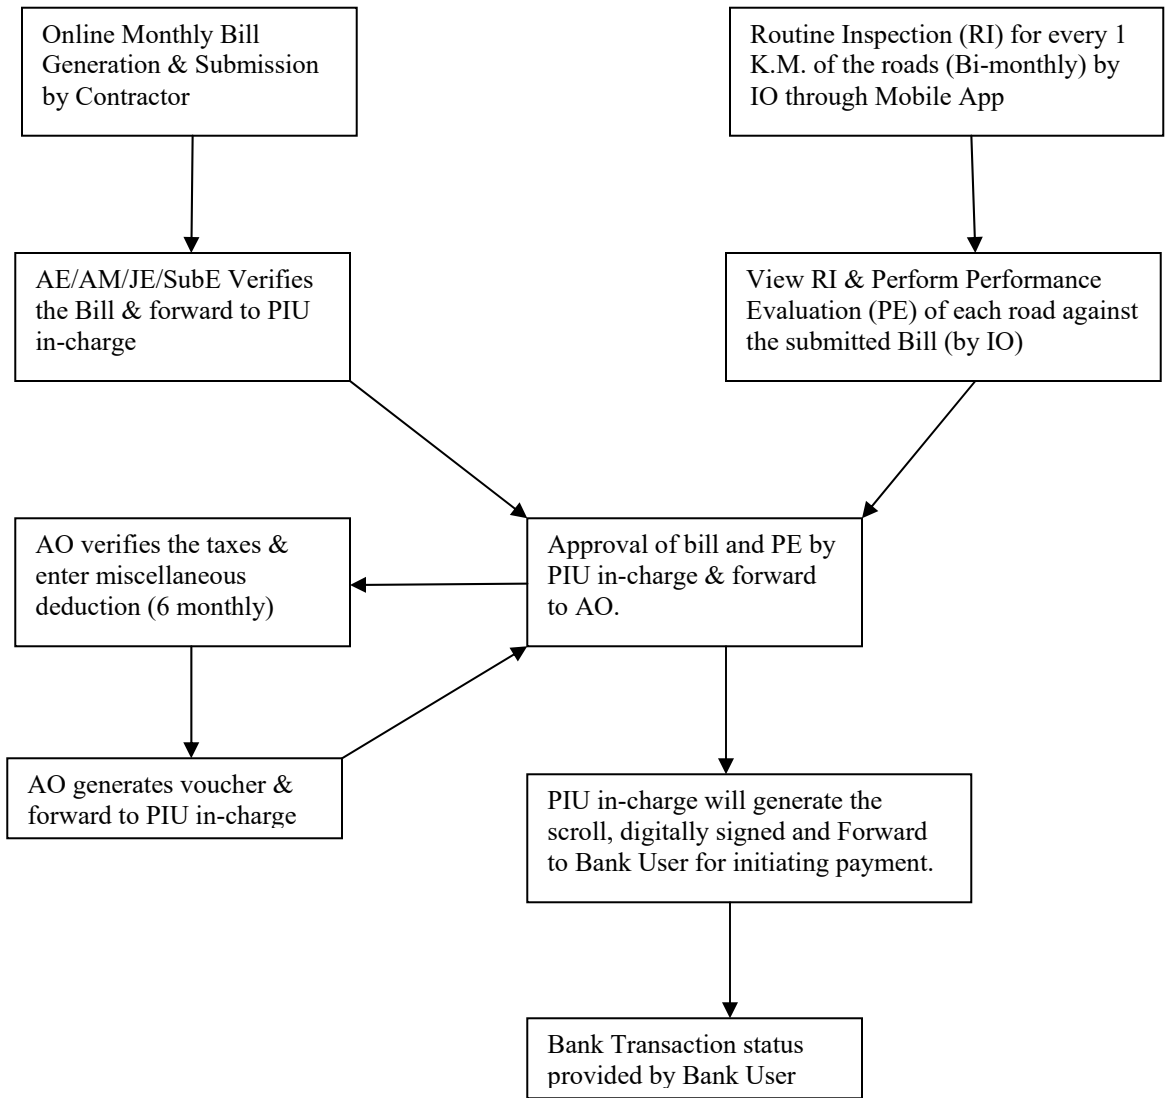 Online Monthly Bill
Generation & Submission
by Contractor
Routine Inspection (RI) for every 1
K.M. of the roads (Bi-monthly) by
IO through Mobile App
AE/AM/JE/SubE Verifies
the Bill & forward to PIU
in-charge
View RI & Perform Performance
Evaluation (PE) of each road against
the submitted Bill (by IO)
AO verifies the taxes &
enter miscellaneous
deduction (6 monthly)
Approval of bill and PE by
PIU in-charge & forward
to AO.
AO generates voucher &
forward to PIU in-charge
PIU in-charge will generate the
scroll, digitally signed and Forward
to Bank User for initiating payment.
Bank Transaction status
provided by Bank User